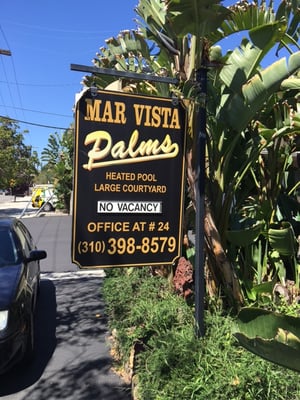 MAR VISTA
Palms
HEATED POOL
LARGE COURTYARD
NO VACANCY
OFFICE AT # 24
(310) 398-8579